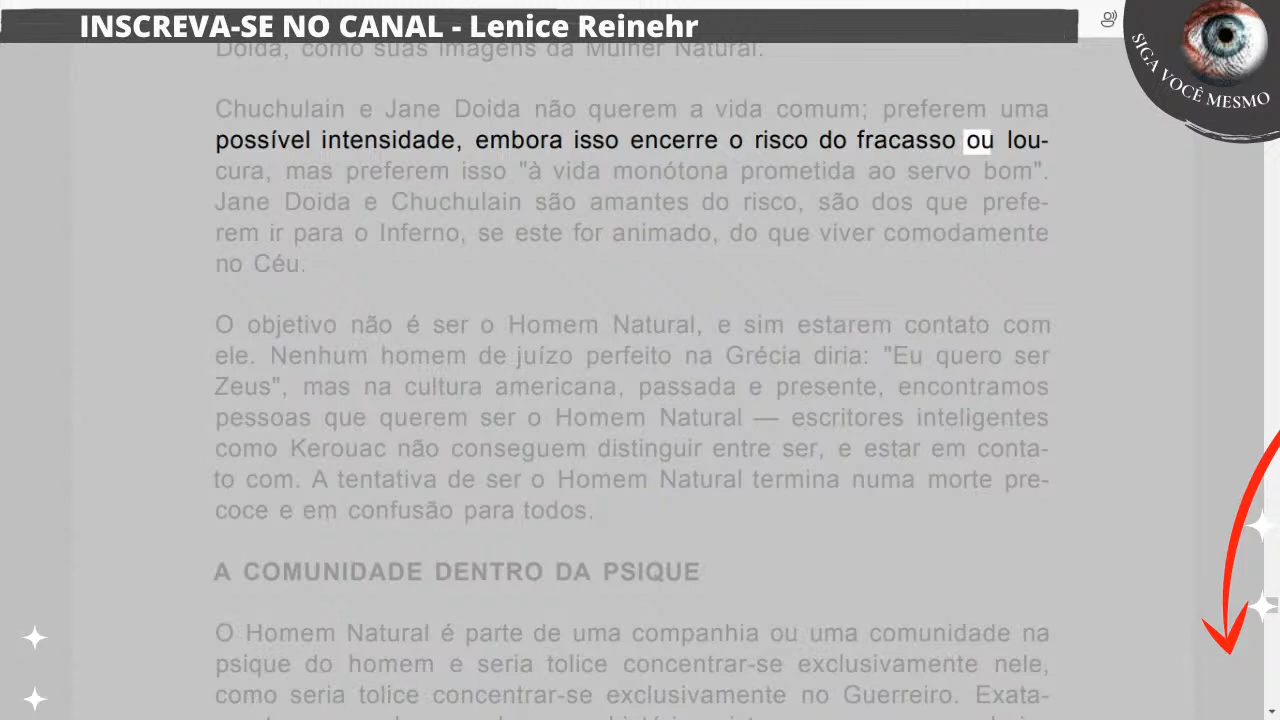 INSCREVA-SE NO CANAL - Lenice Reinehr
SIGA VOCÊ MESMO
Doida, como suas imagens da Mulher Natural.
Chuchulain e Jane Doida não querem a vida comum; preferem uma
possível intensidade, embora isso encerre o risco do fracasso ou lou-
cura, mas preferem isso "à vida monótona prometida ao servo bom".
Jane Doida e Chuchulain são amantes do risco, são dos que prefe-
rem ir para o Inferno, se este for animado, do que viver comodamente
no Céu.
O objetivo não é ser o Homem Natural, e sim estarem contato com
ele. Nenhum homem de juízo perfeito na Grécia diria: "Eu quero ser
Zeus", mas na cultura americana, passada e presente, encontramos
pessoas que querem ser o Homem Natural — escritores inteligentes
como Kerouac não conseguem distinguir entre ser, e estar em conta-
to com. A tentativa de ser o Homem Natural termina numa morte pre-
coce e em confusão para todos.
A COMUNIDADE DENTRO DA PSIQUE
O Homem Natural é parte de uma companhia ou uma comunidade na
psique do homem e seria tolice concentrar-se exclusivamente nele,
como seria tolice concentrar-se exclusivamente no Guerreiro. Exata-